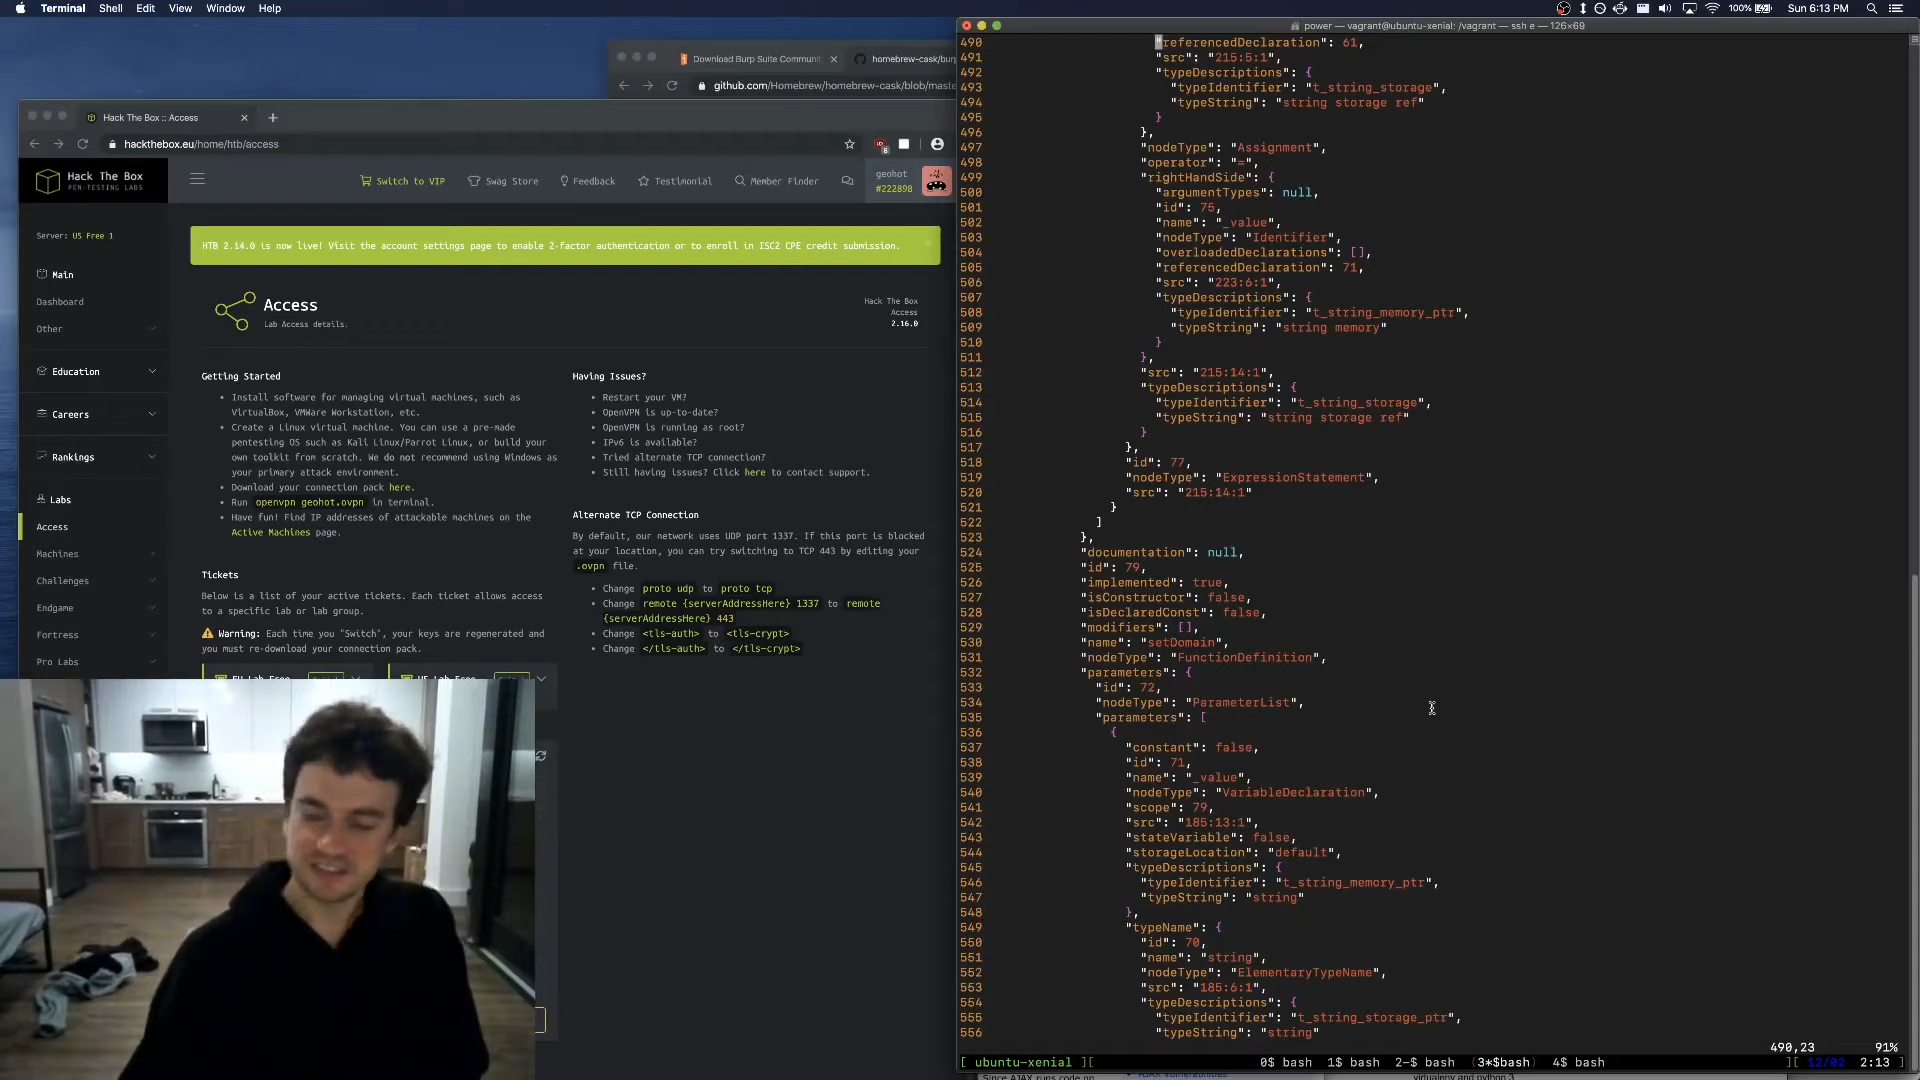 Terminal Shell Edit View Window Help
100% Sun 6:13 PM
power — vagrant@ubuntu-xenial: /vagrant — ssh e — 126×69
Download Burp Suite Communit
homebrew-cask/bur
github.com/Homebrew/homebrew-cask/blob/maste
Hack The Box :: Access
hackthebox.eu/home/htb/access
Hack The Box
PEN-TESTING LABS
Switch to VIP
Swag Store
Feedback
Testimonial
Member Finder
geohot
#222898
Server: US Free 1
Main
Dashboard
Other
Education
Careers
Rankings
Labs
Access
Machines
Challenges
Endgame
Fortress
Pro Labs
HTB 2.14.0 is now live! Visit the account settings page to enable 2-factor authentication or to enroll in ISC2 CPE credit submission.
Access
Lab Access details.
Hack The Box
Access
2.16.0
Getting Started
Install software for managing virtual machines, such as
VirtualBox, VMWare Workstation, etc.
Create a Linux virtual machine. You can use a pre-made
pentesting OS such as Kali Linux/Parrot Linux, or build your
own toolkit from scratch. We do not recommend using Windows as
your primary attack environment.
Download your connection pack here.
Run openvpn geohot.ovpn in terminal.
Have fun! Find IP addresses of attackable machines on the
Active Machines page.
Tickets
Below is a list of your active tickets. Each ticket allows access
to a specific lab or lab group.
Warning: Each time you "Switch", your keys are regenerated and
you must re-download your connection pack.
EU Lab Free
US Lab Free
Having Issues?
Restart your VM?
OpenVPN is up-to-date?
OpenVPN is running as root?
IPv6 is available?
Tried alternate TCP connection?
Still having issues? Click here to contact support.
Alternate TCP Connection
By default, our network uses UDP port 1337. If this port is blocked
at your location, you can try switching to TCP 443 by editing your
.ovpn file.
Change proto udp to proto tcp
Change remote {serverAddressHere} 1337 to remote
{serverAddressHere} 443
Change <tls-auth> to <tls-crypt>
Change </tls-auth> to </tls-crypt>
490 "referencedDeclaration": 61,
491 "src": "215:5:1",
492 "typeDescriptions": {
493 "typeIdentifier": "t_string_storage",
494 "typeString": "string storage ref"
495 }
496 },
497 "nodeType": "Assignment",
498 "operator": "=",
499 "rightHandSide": {
500 "argumentTypes": null,
501 "id": 75,
502 "name": "_value",
503 "nodeType": "Identifier",
504 "overloadedDeclarations": [],
505 "referencedDeclaration": 71,
506 "src": "223:6:1",
507 "typeDescriptions": {
508 "typeIdentifier": "t_string_memory_ptr",
509 "typeString": "string memory"
510 }
511 },
512 "src": "215:14:1",
513 "typeDescriptions": {
514 "typeIdentifier": "t_string_storage",
515 "typeString": "string storage ref"
516 }
517 },
518 "id": 77,
519 "nodeType": "ExpressionStatement",
520 "src": "215:14:1"
521 }
522 ]
523 },
524 "documentation": null,
525 "id": 79,
526 "implemented": true,
527 "isConstructor": false,
528 "isDeclaredConst": false,
529 "modifiers": [],
530 "name": "setDomain",
531 "nodeType": "FunctionDefinition",
532 "parameters": {
533 "id": 72,
534 "nodeType": "ParameterList",
535 "parameters": [
536 {
537 "constant": false,
538 "id": 71,
539 "name": "_value",
540 "nodeType": "VariableDeclaration",
541 "scope": 79,
542 "src": "185:13:1",
543 "stateVariable": false,
544 "storageLocation": "default",
545 "typeDescriptions": {
546 "typeIdentifier": "t_string_memory_ptr",
547 "typeString": "string"
548 },
549 "typeName": {
550 "id": 70,
551 "name": "string",
552 "nodeType": "ElementaryTypeName",
553 "src": "185:6:1",
554 "typeDescriptions": {
555 "typeIdentifier": "t_string_storage_ptr",
556 "typeString": "string"
490,23 91%
[ ubuntu-xenial ][ 0$ bash 1$ bash 2-$ bash (3*$bash) 4$ bash ][ 12/02 2:13 ]